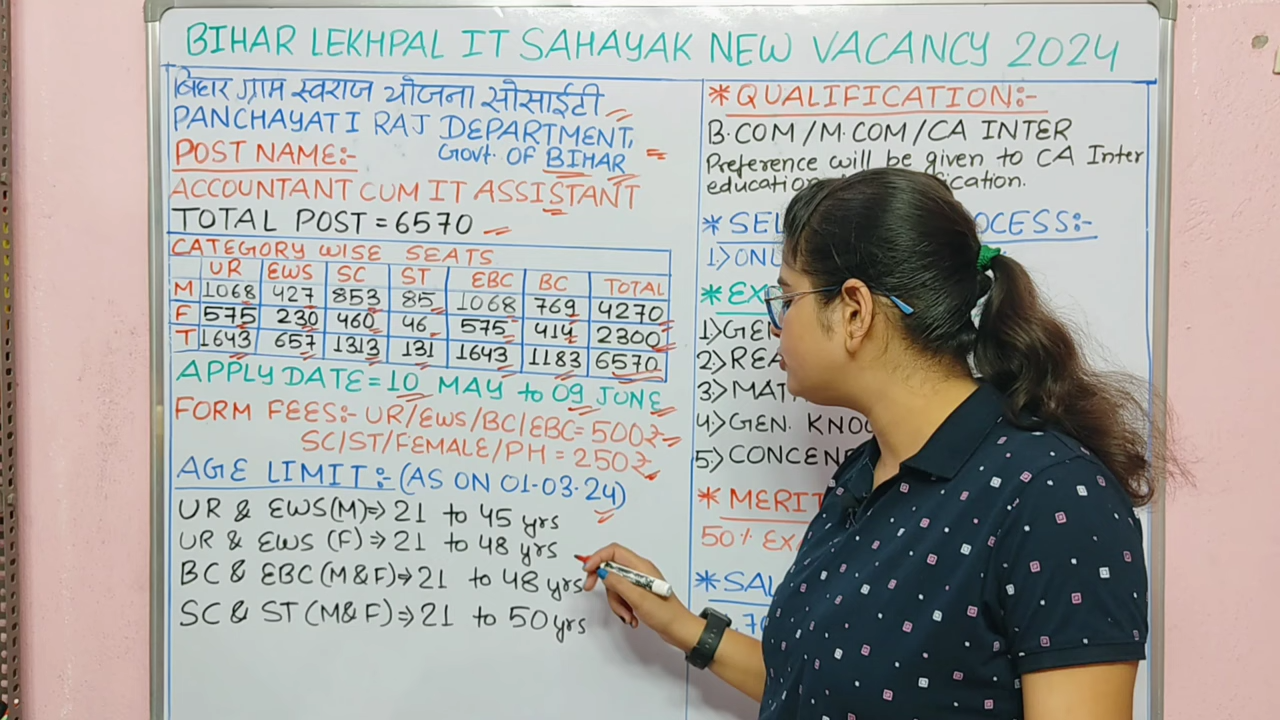 BIHAR LEKHPAL IT SAHAYAK NEW VACANCY 2024
बिहार ग्राम स्वराज योजना सोसाईटी
PANCHAYATI RAJ DEPARTMENT,
Govt. OF BIHAR
POST NAME:-
ACCOUNTANT CUM IT ASSISTANT
TOTAL POST = 6570
CATEGORY WISE SEATS
UR EWS SC ST EBC BC TOTAL
M 1068 427 853 85 1068 769 4270
F 575 230 460 46 575 414 2300
T 1643 657 1313 131 1643 1183 6570
APPLY DATE = 10 MAY to 09 JUNE
FORM FEES:- UR/EWS/BC/EBC = 500₹
SC/ST/FEMALE/PH = 250₹
AGE LIMIT:- (AS ON 01-03-24)
UR & EWS(M)⇒ 21 to 45 yrs
UR & EWS (F)⇒ 21 to 48 yrs
BC & EBC (M & F)⇒ 21 to 48 yrs
SC & ST (M& F)⇒ 21 to 50 yrs
* QUALIFICATION:-
B.COM/M.COM/CA INTER
Preference will be given to CA Inter
education
* SEL OCESS:-
1.> ONL
* EX
1.> GEN
2.> REA
3.> MAT
4.> GEN. KNO
5.> CONCEN
* MERIT
50% EX
* SAL